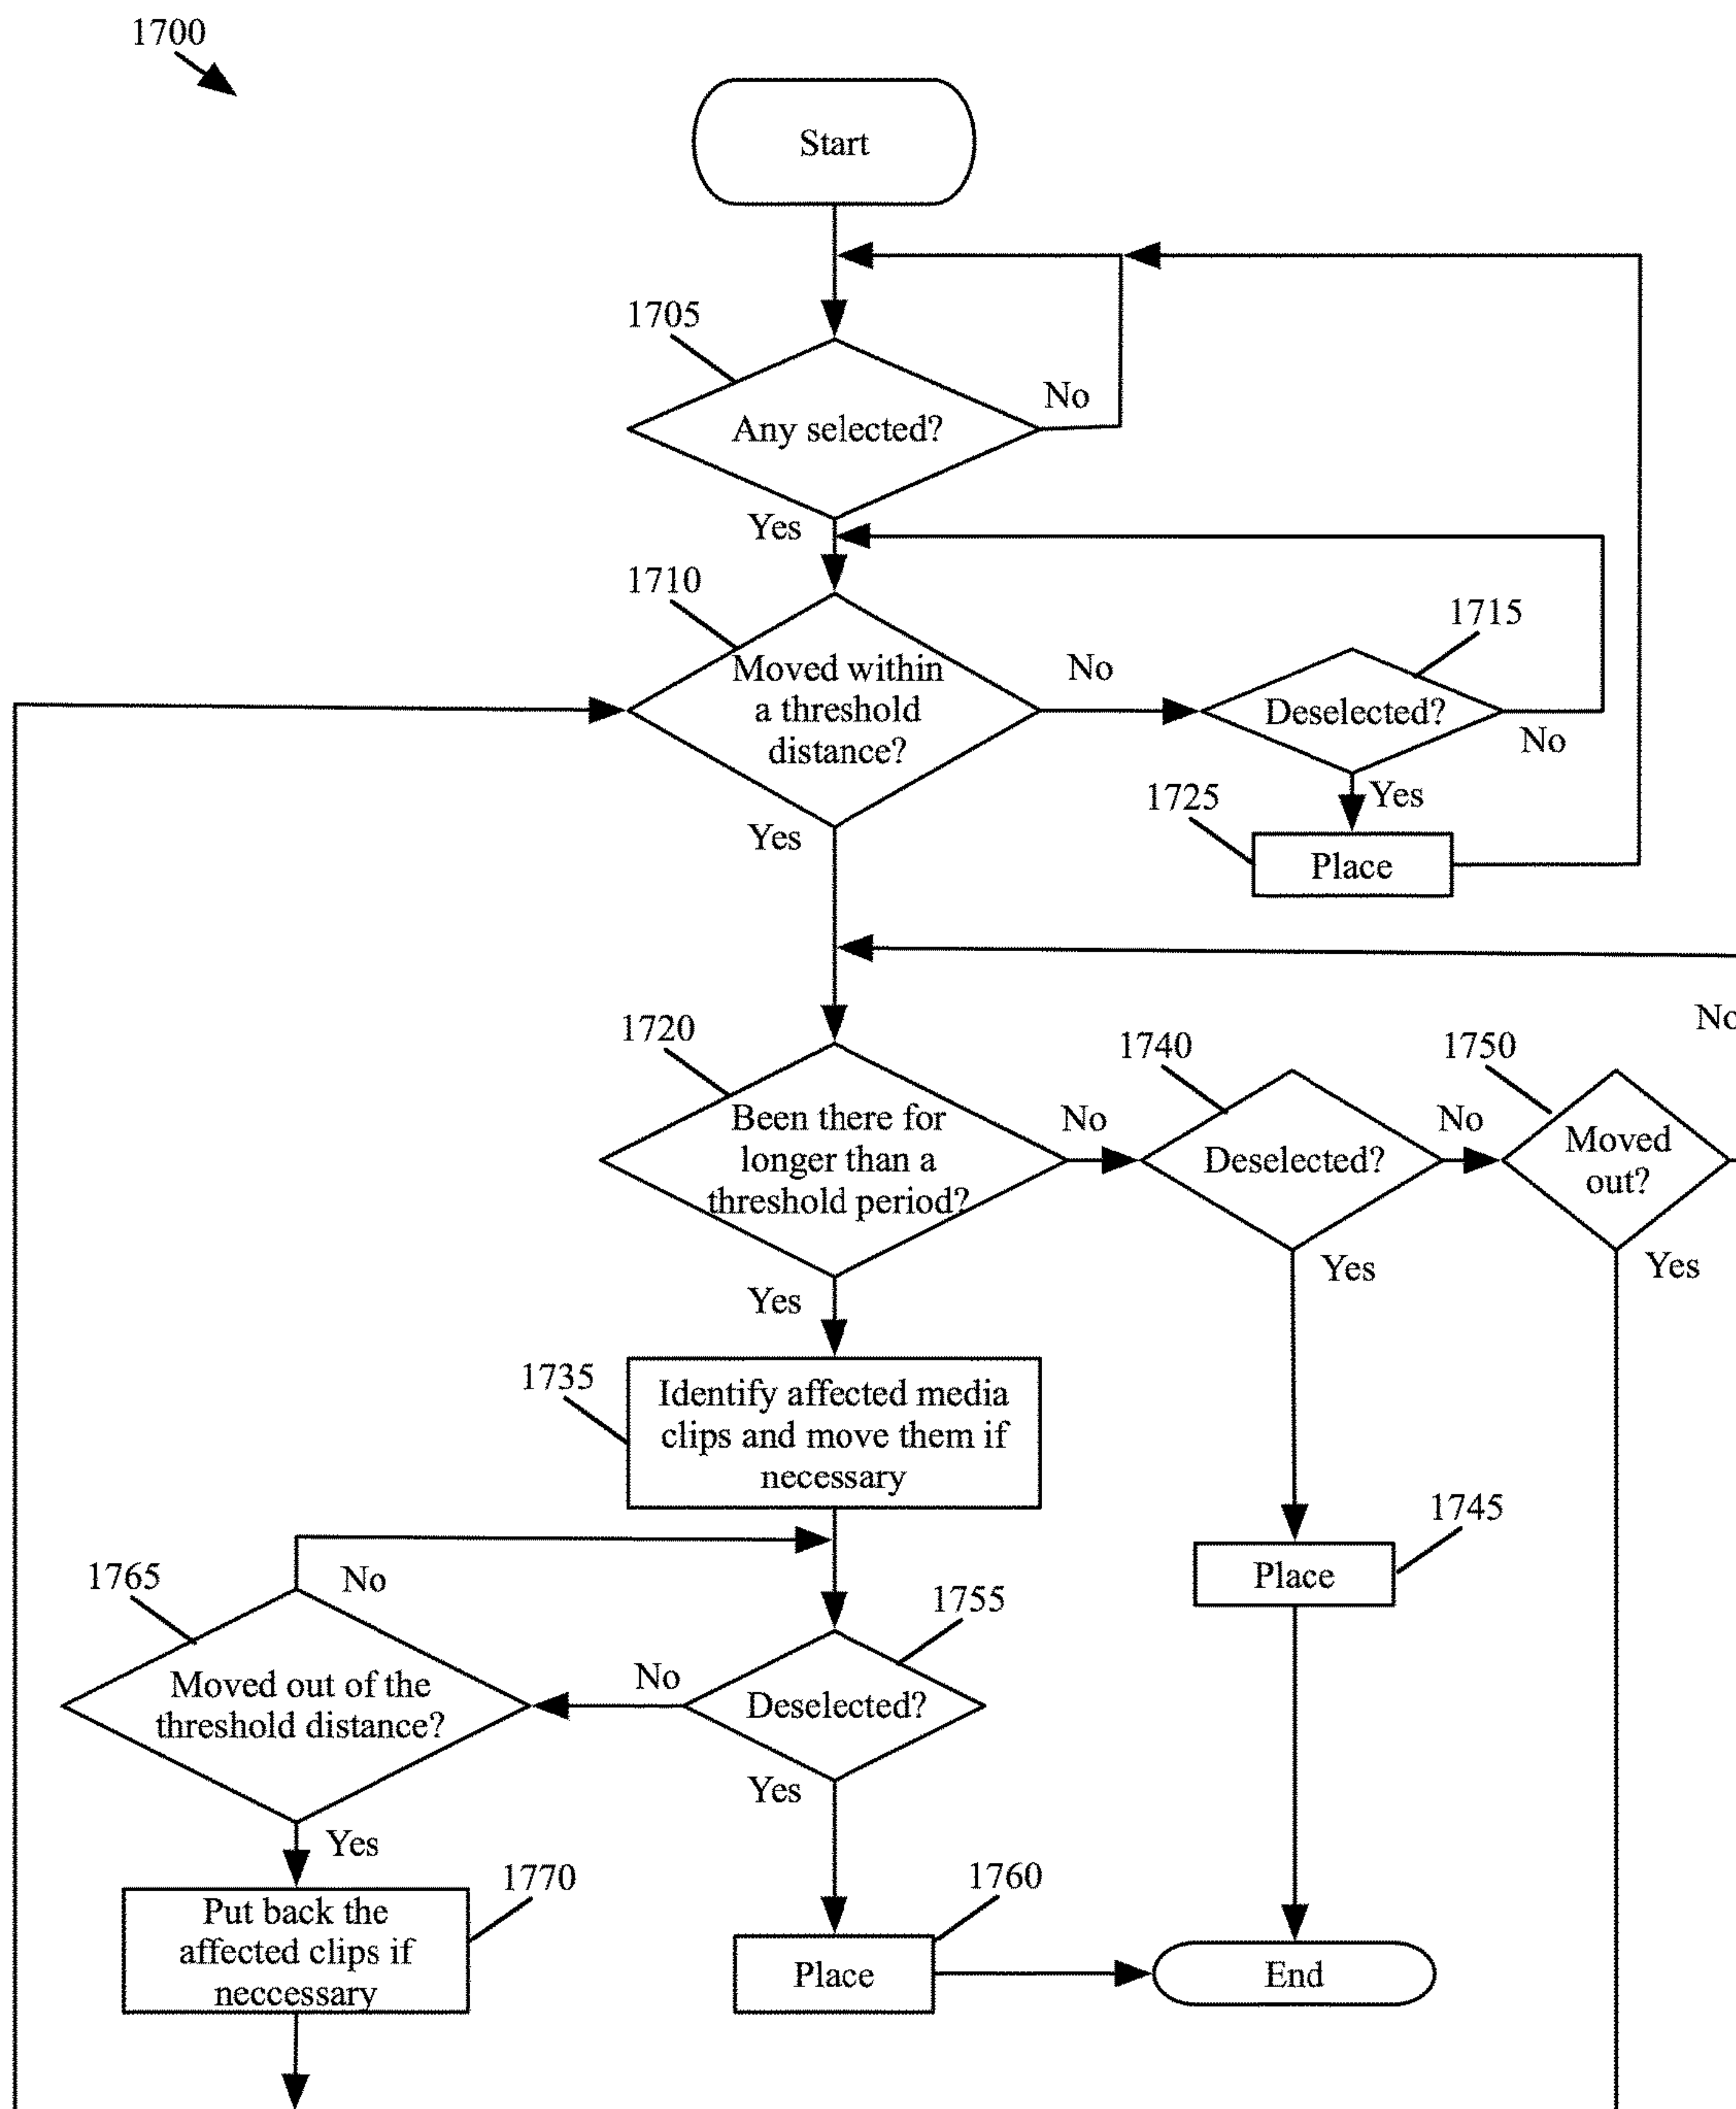 1700
Start
1705
Any selected?
No
Yes
1710
Moved within
a threshold
distance?
No
1715
Deselected?
No
Yes
1725
Place
Yes
1720
Been there for
longer than a
threshold period?
No
1740
Deselected?
No
1750
Moved
out?
No
Yes
Yes
Yes
1735
Identify affected media
clips and move them if
necessary
1745
Place
1765
No
Moved out of the
threshold distance?
No
1755
Deselected?
Yes
Yes
1770
Put back the
affected clips if
neccessary
1760
Place
End